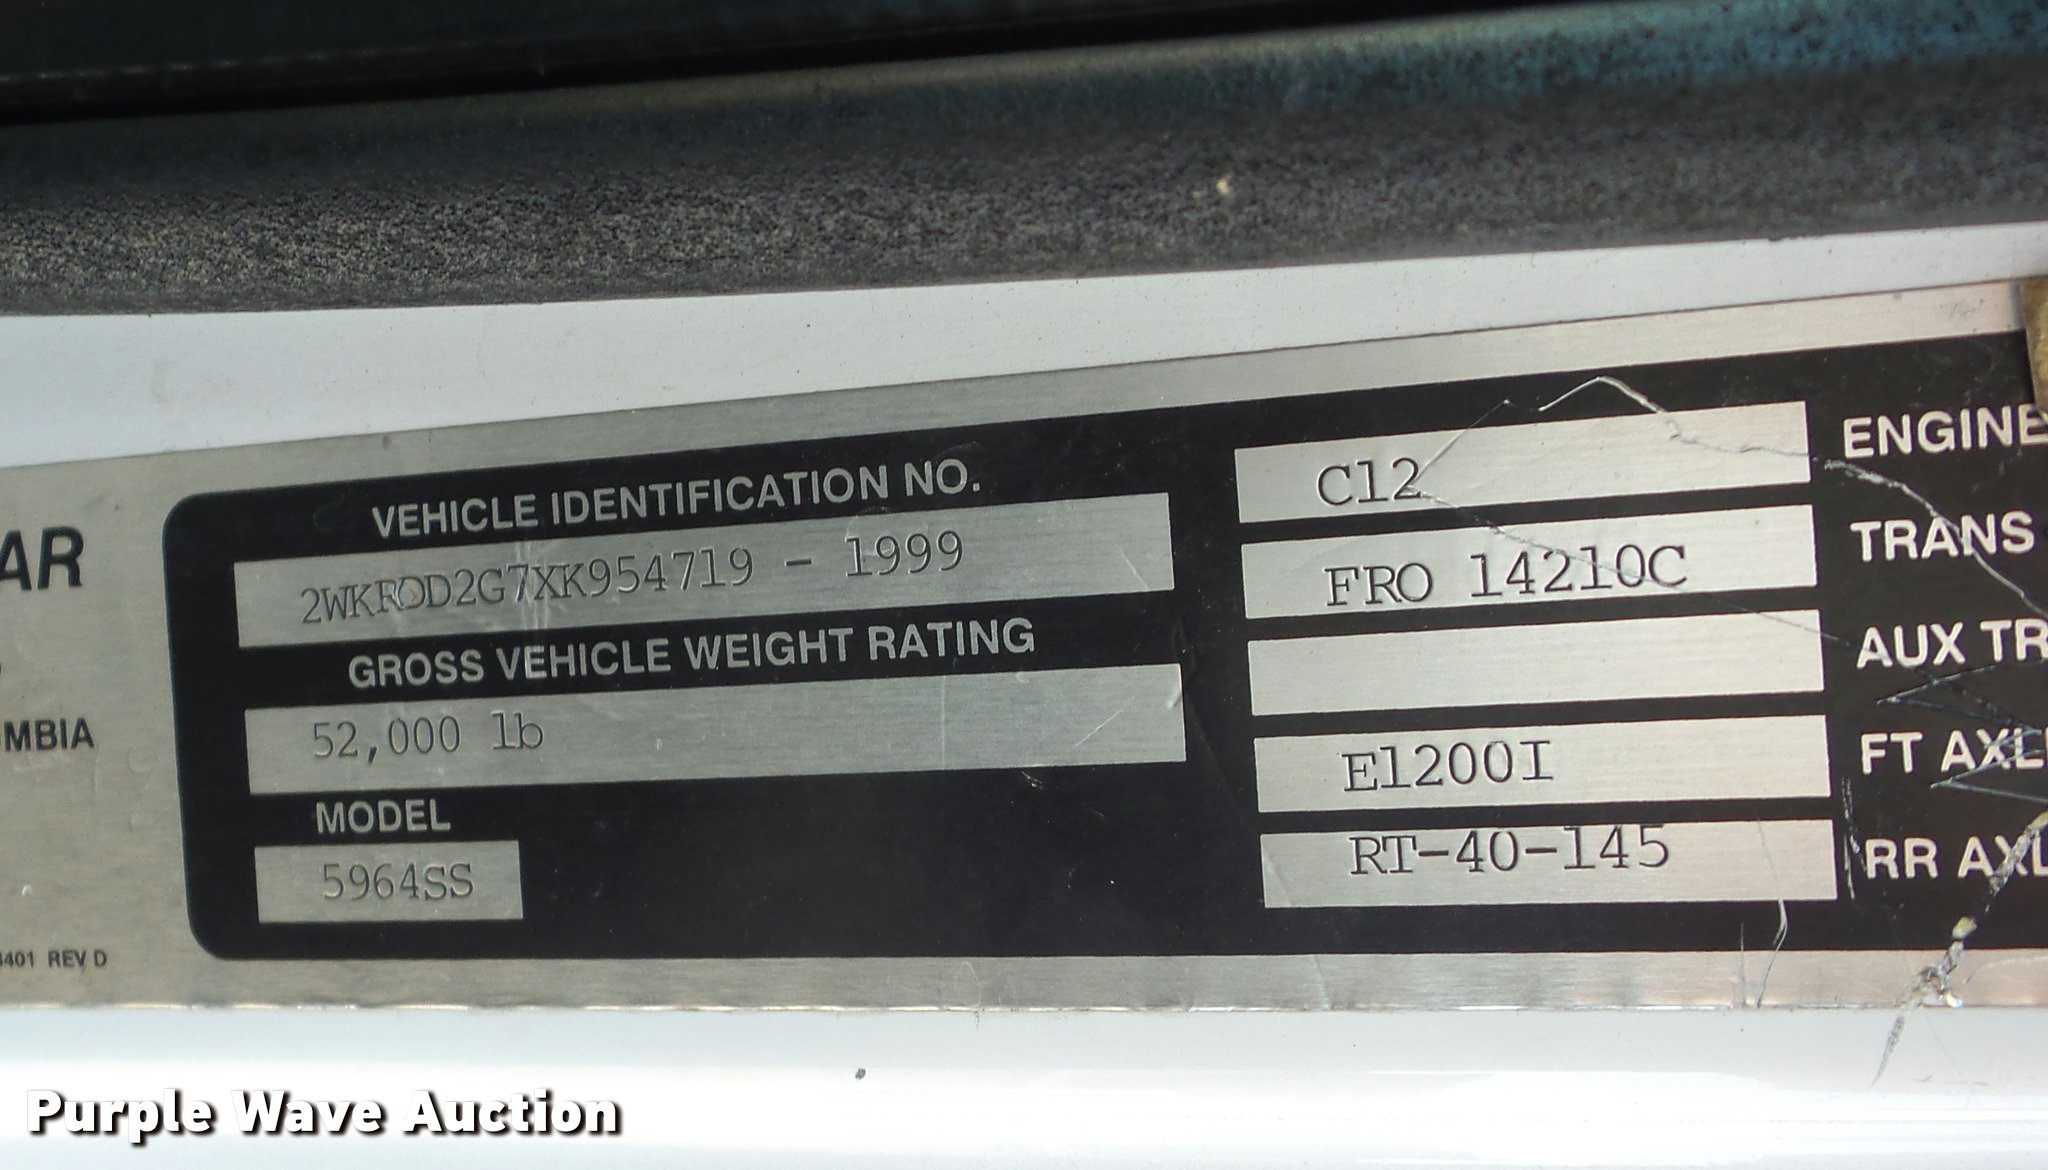 AR
MBIA
401 REV D
VEHICLE IDENTIFICATION NO.
2WKRDD2G7XK954719 - 1999
GROSS VEHICLE WEIGHT RATING
52,000 lb
MODEL
5964SS
C12 ENGINE
FRO 14210C TRANS
AUX TR
E1200I FT AXL
RT-40-145 RR AXL
Purple Wave Auction